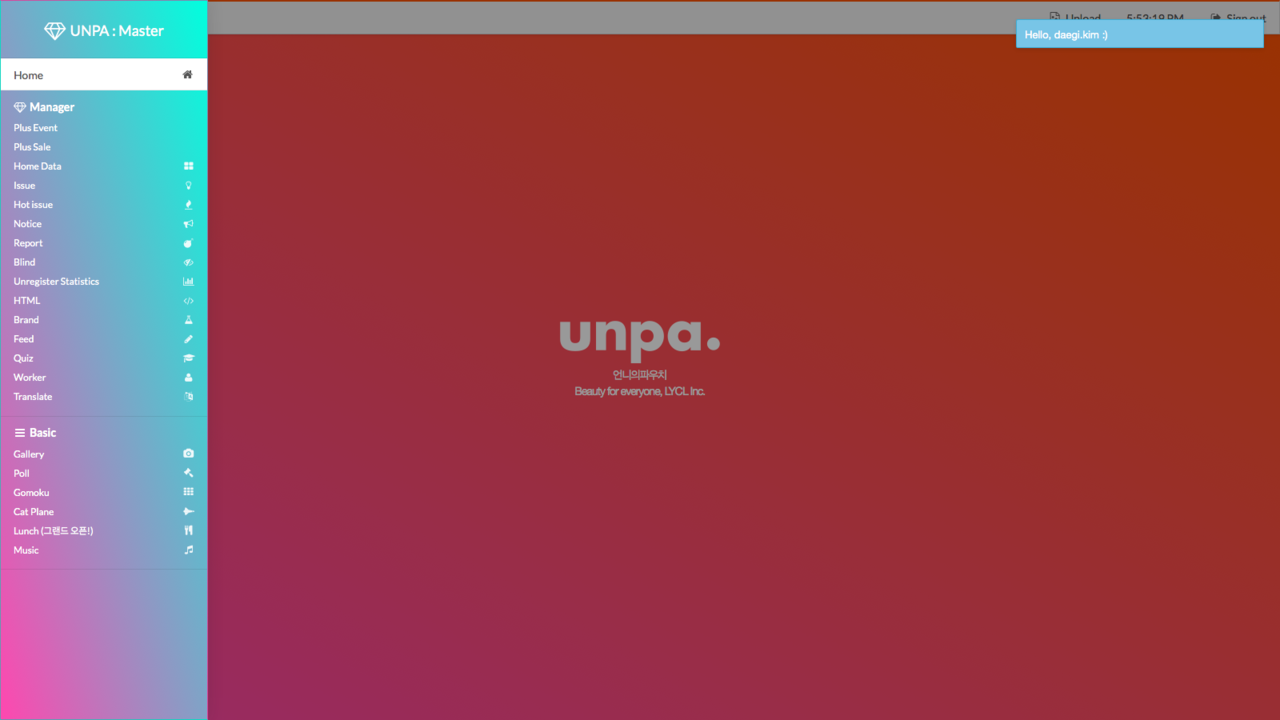 UNPA : Master
Upload 5:53:19 PM Sign out
Hello, daegi.kim :)
Home
Manager
Plus Event
Plus Sale
Home Data
Issue
Hot issue
Notice
Report
Blind
Unregister Statistics
HTML
Brand
Feed
Quiz
Worker
Translate
Basic
Gallery
Poll
Gomoku
Cat Plane
Lunch (그랜드 오픈!)
Music
unpa.
언니의파우치
Beauty for everyone, LYCL Inc.